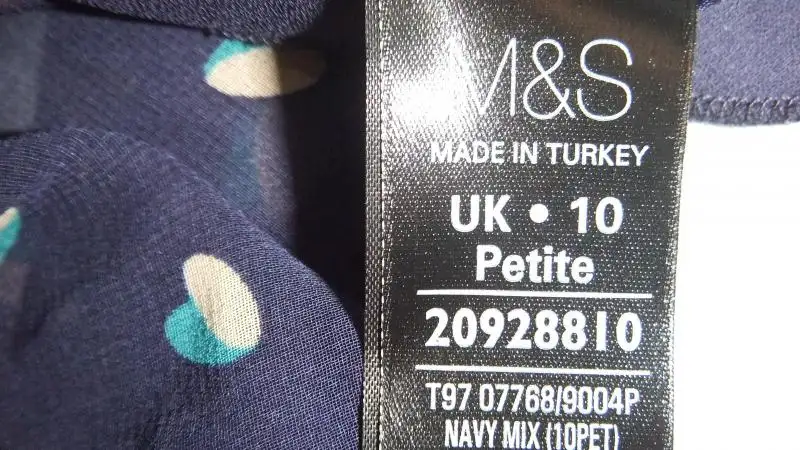 M&S
MADE IN TURKEY
UK • 10
Petite
20928810
T97 07768/9004P
NAVY MIX (10PET)